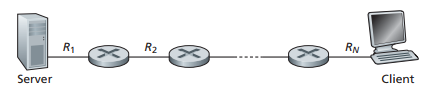 R1 R2 RN
Server Client